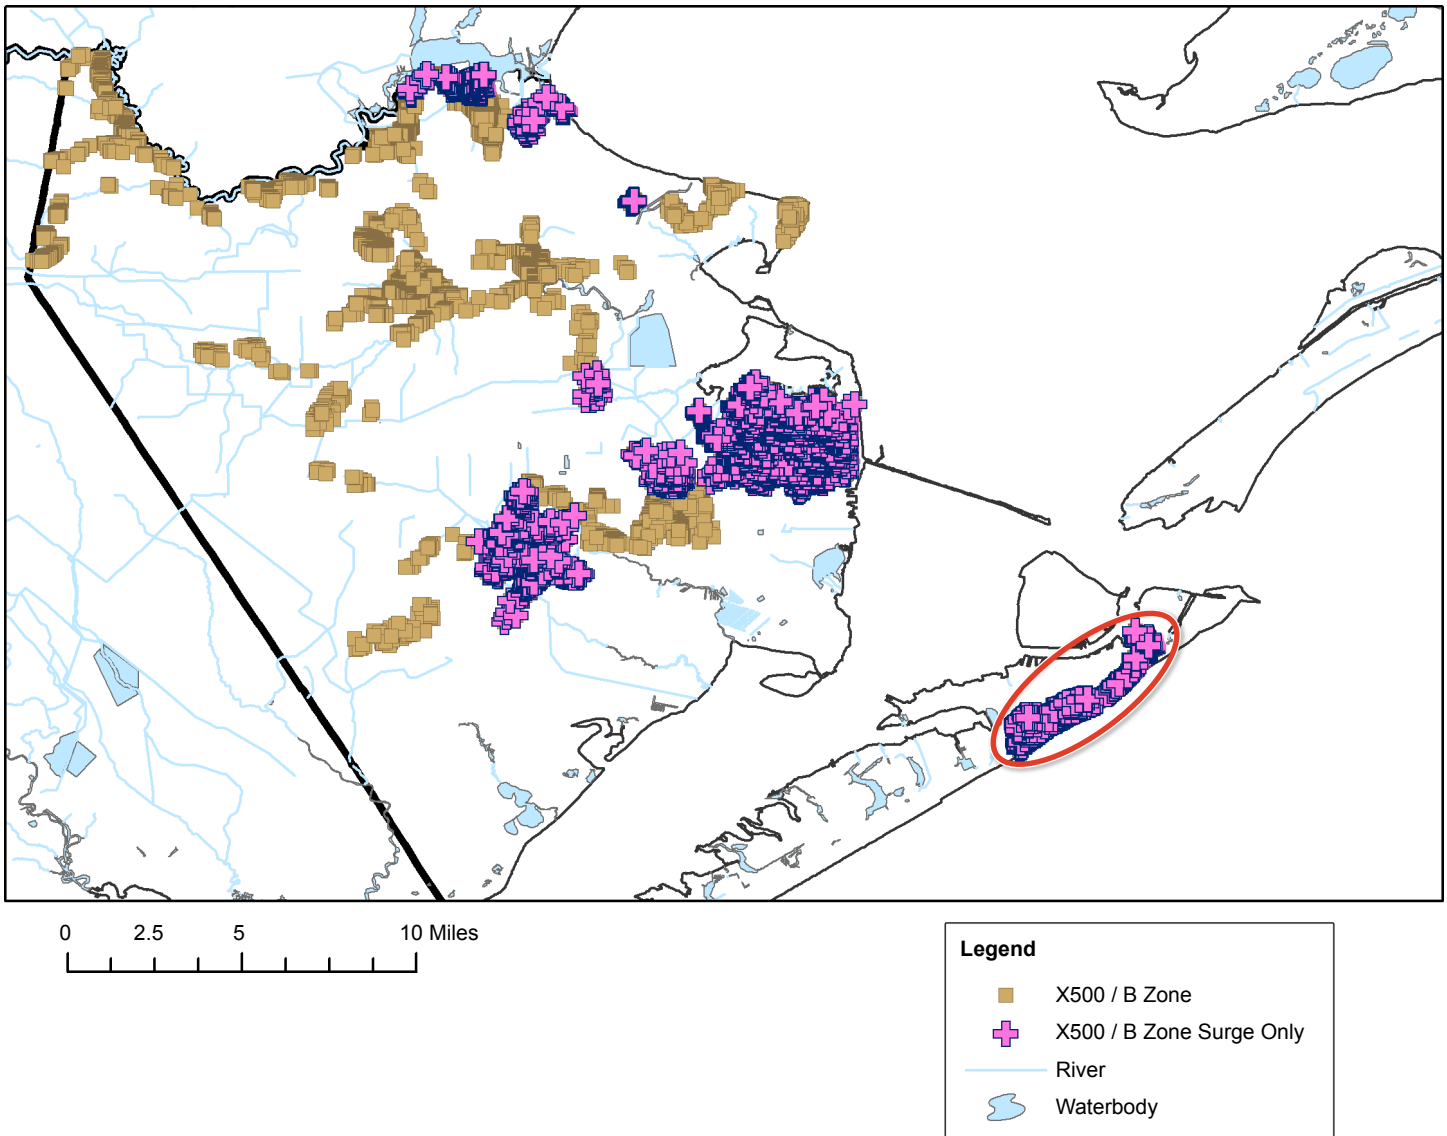 0 2.5 5 10 Miles
Legend
X500 / B Zone
X500 / B Zone Surge Only
River
Waterbody